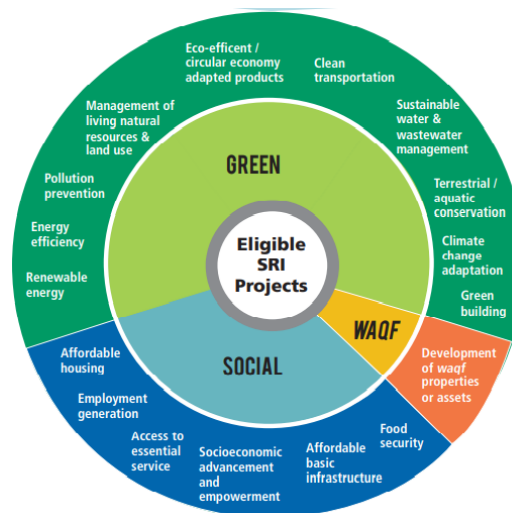 Eco-efficent /
circular economy
adapted products
Clean
transportation
Management of
living natural
resources &
land use
Sustainable
water &
wastewater
management
Pollution
prevention
Terrestrial /
aquatic
conservation
Energy
efficiency
Climate
change
adaptation
Renewable
energy
Green
building
GREEN
Eligible
SRI
Projects
WAQF
SOCIAL
Development
of waqf
properties
or assets
Affordable
housing
Employment
generation
Access to
essential
service
Socioeconomic
advancement
and
empowerment
Affordable
basic
infrastructure
Food
security